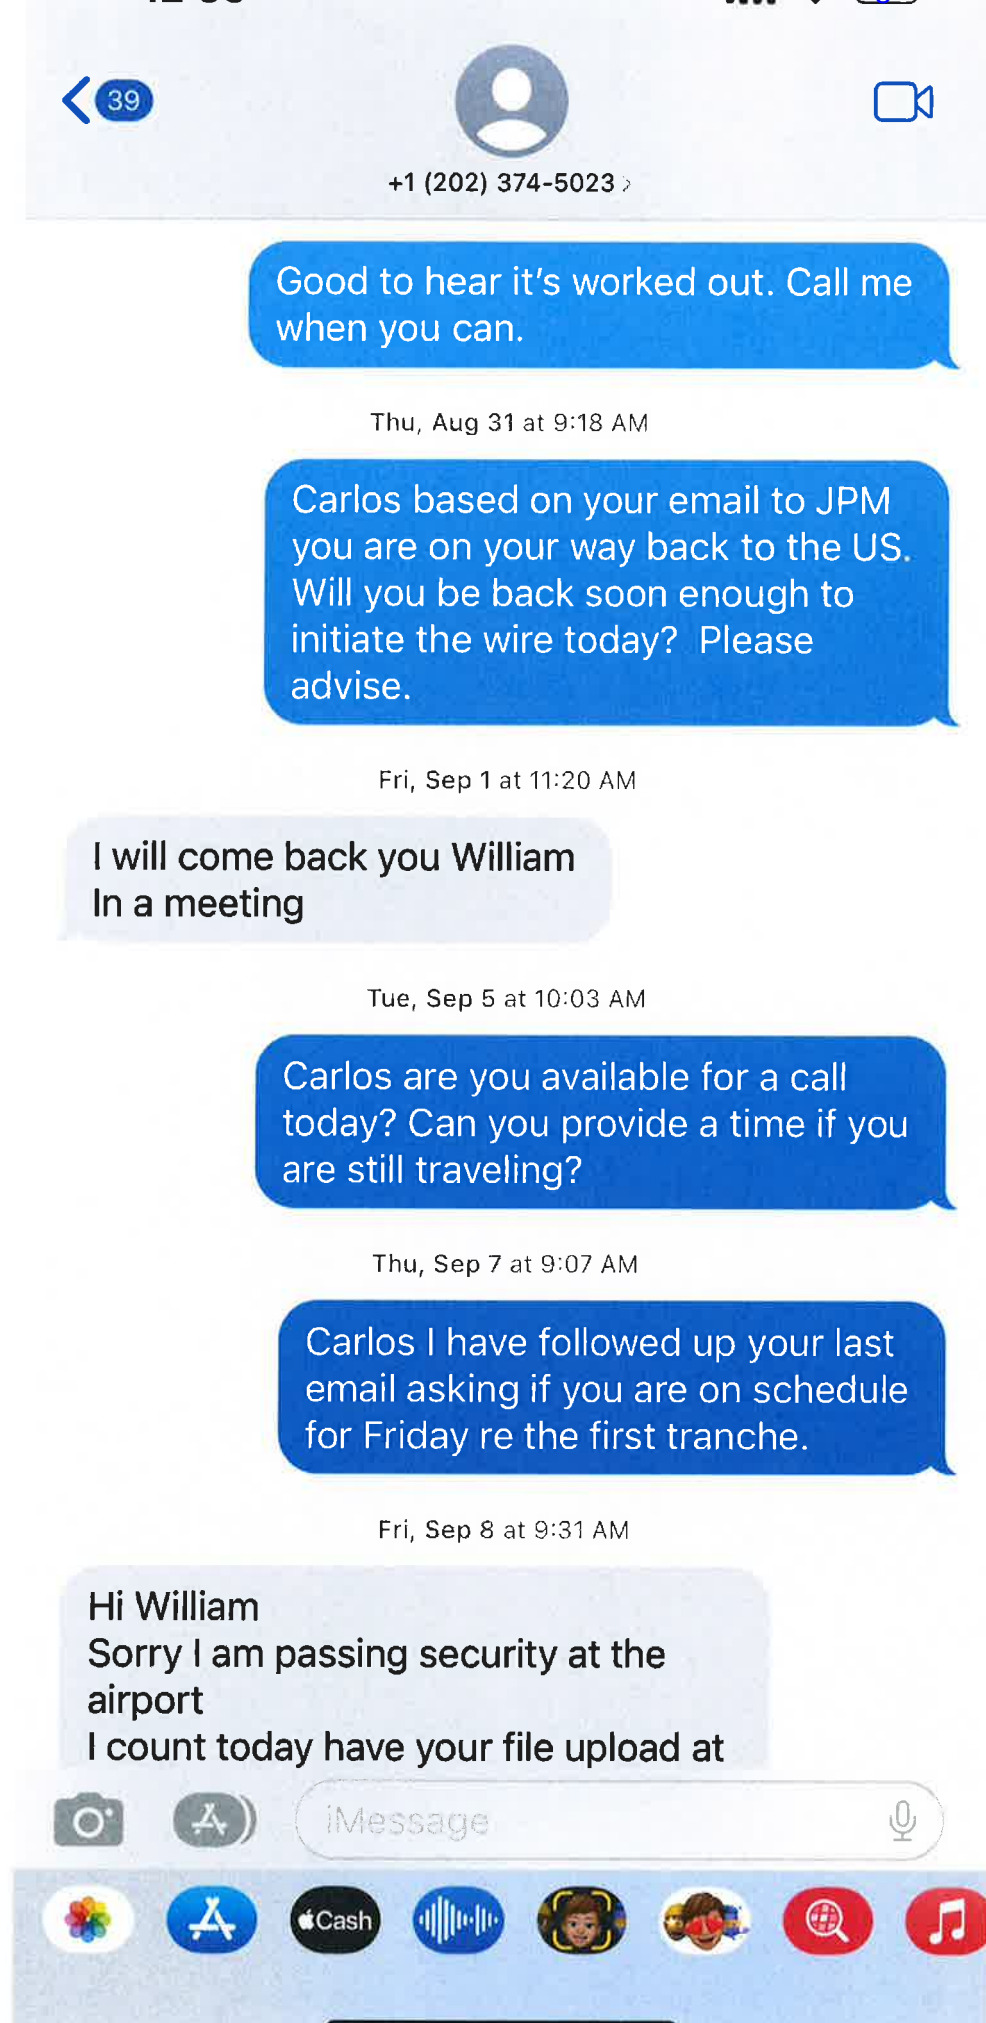 39
+1 (202) 374-5023 >
Good to hear it's worked out. Call me
when you can.
Thu, Aug 31 at 9:18 AM
Carlos based on your email to JPM
you are on your way back to the US.
Will you be back soon enough to
initiate the wire today?  Please
advise.
Fri, Sep 1 at 11:20 AM
I will come back you William
In a meeting
Tue, Sep 5 at 10:03 AM
Carlos are you available for a call
today? Can you provide a time if you
are still traveling?
Thu, Sep 7 at 9:07 AM
Carlos I have followed up your last
email asking if you are on schedule
for Friday re the first tranche.
Fri, Sep 8 at 9:31 AM
Hi William
Sorry I am passing security at the
airport
I count today have your file upload at
iMessage
Cash